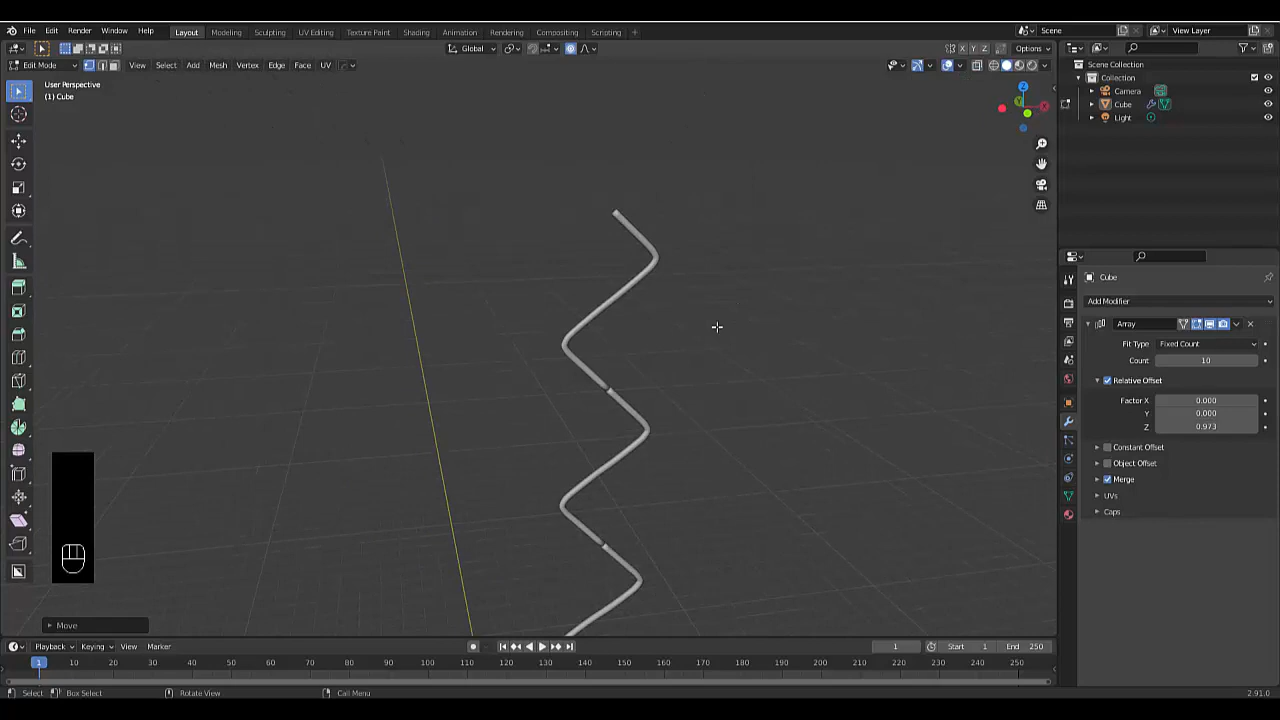 File Edit Render Window Help Layout Modeling Sculpting UV Editing Texture Paint Shading Animation Rendering Compositing Scripting + Scene View Layer
Global X Y Z Options
Edit Mode View Select Add Mesh Vertex Edge Face UV
User Perspective
(1) Cube
Z
X
Y
Scene Collection
Collection
Camera
Cube
Light
Cube
Add Modifier
Array
Fit Type Fixed Count
Count 10
Relative Offset
Factor X 0.000
Y 0.000
Z 0.973
Constant Offset
Object Offset
Merge
UVs
Caps
Move
Playback Keying View Marker 1 Start 1 End 250
1 10 20 30 40 50 60 70 80 90 100 110 120 130 140 150 160 170 180 190 200 210 220 230 240 250
Select Box Select Rotate View Call Menu 2.91.0